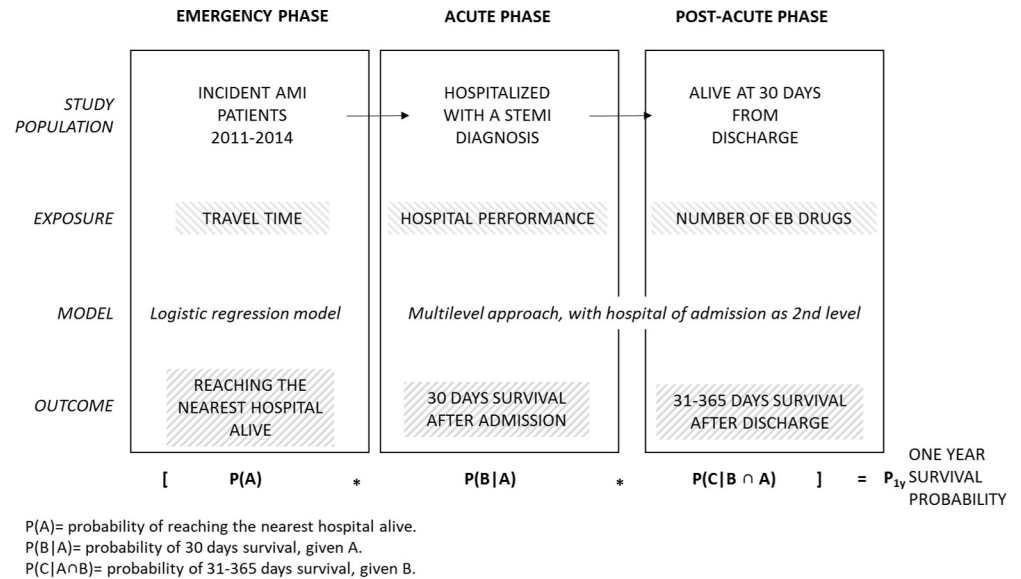 EMERGENCY PHASE
ACUTE PHASE
POST-ACUTE PHASE
STUDY
POPULATION
INCIDENT AMI
PATIENTS
2011-2014
HOSPITALIZED
WITH A STEMI
DIAGNOSIS
ALIVE AT 30 DAYS
FROM
DISCHARGE
EXPOSURE
TRAVEL TIME
HOSPITAL PERFORMANCE
NUMBER OF EB DRUGS
MODEL
Logistic regression model
Multilevel approach, with hospital of admission as 2nd level
OUTCOME
REACHING THE
NEAREST HOSPITAL
ALIVE
30 DAYS SURVIVAL
AFTER ADMISSION
31-365 DAYS SURVIVAL
AFTER DISCHARGE
[ P(A) * P(B|A) * P(C|B ∩ A) ] = P1y
ONE YEAR
SURVIVAL
PROBABILITY
P(A)= probability of reaching the nearest hospital alive.
P(B|A)= probability of 30 days survival, given A.
P(C|A∩B)= probability of 31-365 days survival, given B.